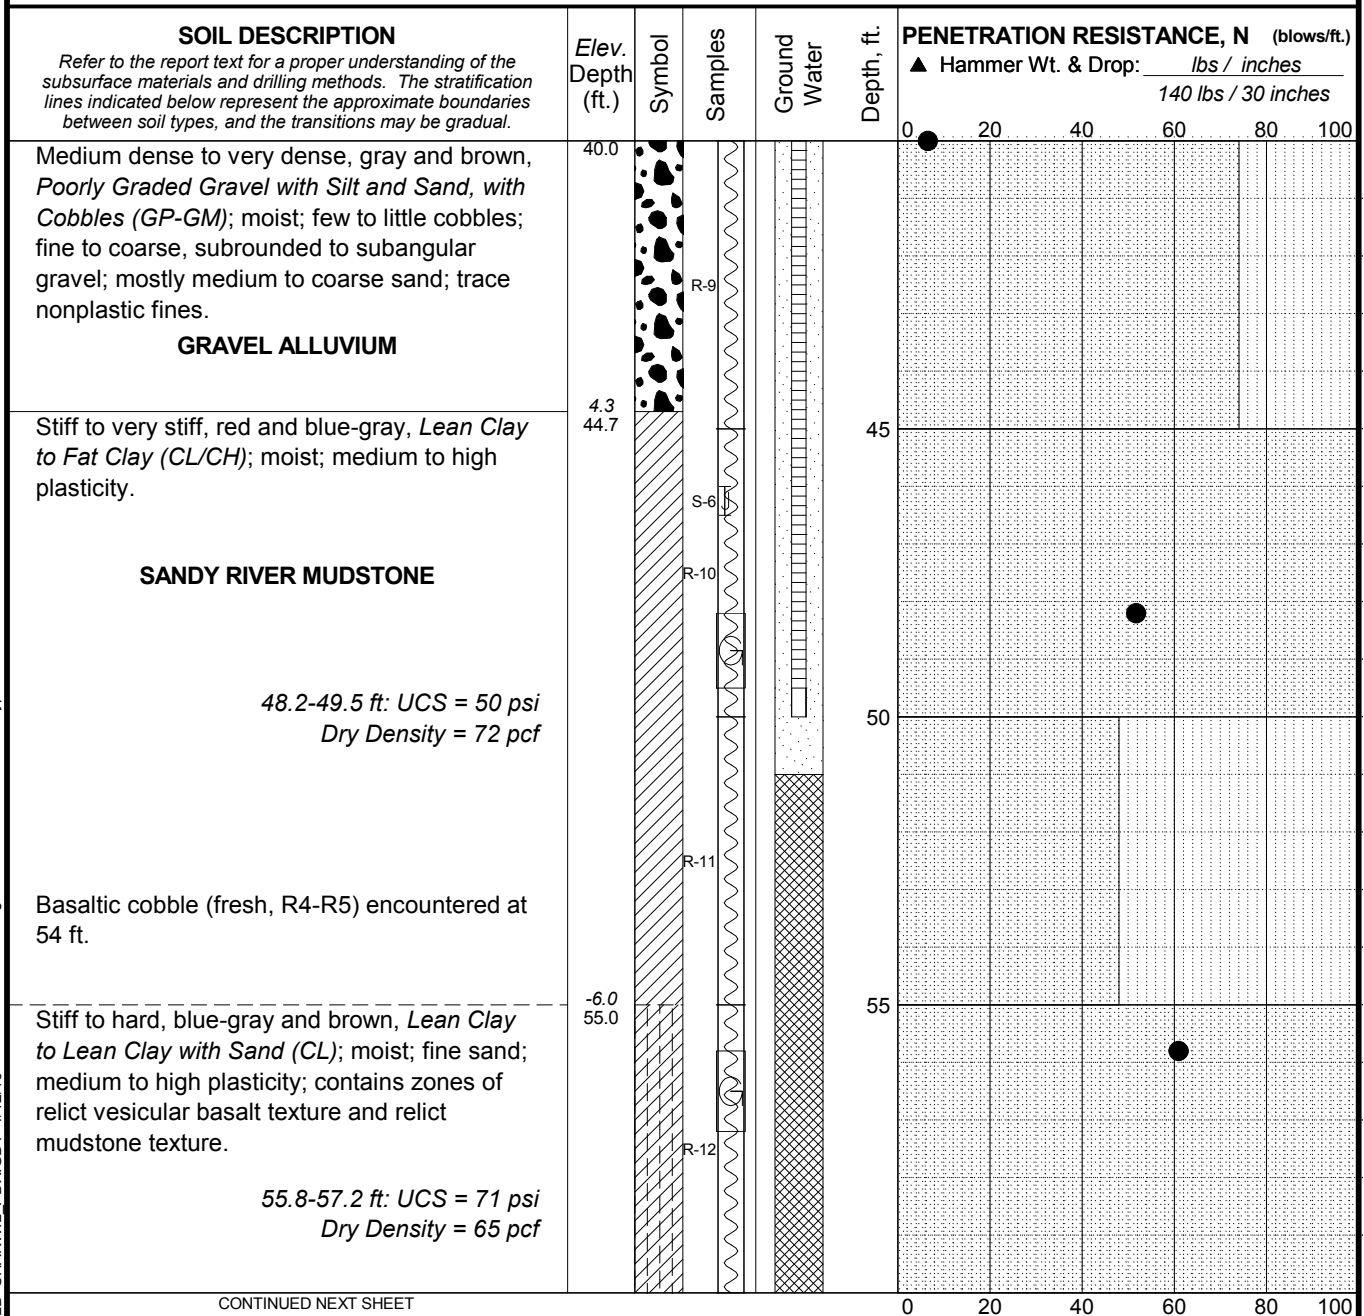 SOIL DESCRIPTION
Refer to the report text for a proper understanding of the
subsurface materials and drilling methods. The stratification
lines indicated below represent the approximate boundaries
between soil types, and the transitions may be gradual.
Elev.
Depth
(ft.)
Symbol
Samples
Ground
Water
Depth, ft.
PENETRATION RESISTANCE, N (blows/ft.)
▲ Hammer Wt. & Drop: lbs / inches
140 lbs / 30 inches
0 20 40 60 80 100
40.0
Medium dense to very dense, gray and brown,
Poorly Graded Gravel with Silt and Sand, with
Cobbles (GP-GM); moist; few to little cobbles;
fine to coarse, subrounded to subangular
gravel; mostly medium to coarse sand; trace
nonplastic fines.
GRAVEL ALLUVIUM
R-9
4.3
44.7
45
Stiff to very stiff, red and blue-gray, Lean Clay
to Fat Clay (CL/CH); moist; medium to high
plasticity.
S-6
J
SANDY RIVER MUDSTONE
R-10
G
48.2-49.5 ft: UCS = 50 psi
Dry Density = 72 pcf
50
R-11
Basaltic cobble (fresh, R4-R5) encountered at
54 ft.
-6.0
55.0
55
Stiff to hard, blue-gray and brown, Lean Clay
to Lean Clay with Sand (CL); moist; fine sand;
medium to high plasticity; contains zones of
relict vesicular basalt texture and relict
mudstone texture.
G
R-12
55.8-57.2 ft: UCS = 71 psi
Dry Density = 65 pcf
CONTINUED NEXT SHEET
0 20 40 60 80 100